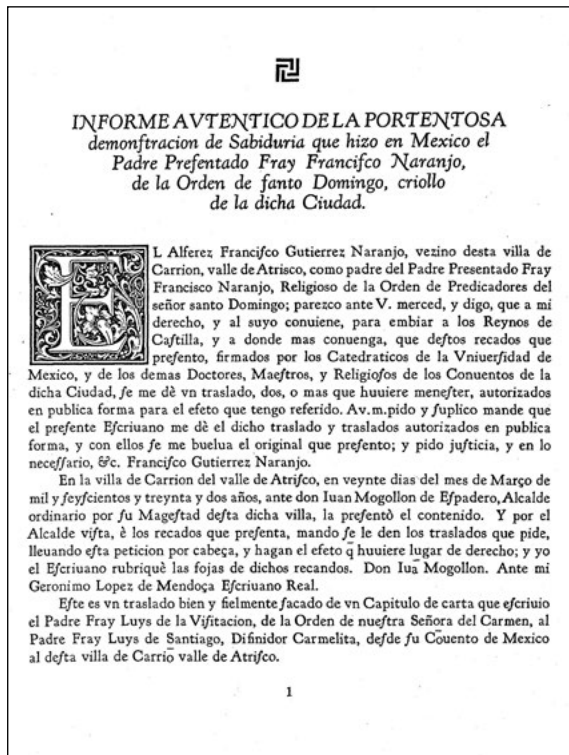 INFORME AVTENTICO DE LA PORTENTOSA
demonſtracion de Sabiduria que hizo en Mexico el
Padre Preſentado Fray Franciſco Naranjo,
de la Orden de ſanto Domingo, criollo
de la dicha Ciudad.
EL Alferez Franciſco Gutierrez Naranjo, vezino desta villa de
Carrion, valle de Atrisco, como padre del Padre Presentado Fray
Francisco Naranjo, Religioso de la Orden de Predicadores del
señor santo Domingo; parezco ante V. merced, y digo, que a mi
derecho, y al suyo conuiene, para embiar a los Reynos de
Caſtilla, y a donde mas conuenga, que deſtos recados que
preſento, firmados por los Catedraticos de la Vniuerſidad de
Mexico, y de los demas Doctores, Maeſtros, y Religioſos de los Conuentos de la
dicha Ciudad, ſe me dè vn traslado, dos, o mas que huuiere meneſter, autorizados
en publica forma para el efeto que tengo referido. Av.m.pido y ſuplico mande que
el preſente Eſcriuano me dè el dicho traslado y traslados autorizados en publica
forma, y con ellos ſe me buelua el original que preſento; y pido juſticia, y en lo
neceſſario, &c. Franciſco Gutierrez Naranjo.
En la villa de Carrion del valle de Atriſco, en veynte dias del mes de Março de
mil y ſeyſcientos y treynta y dos años, ante don Iuan Mogollon de Eſpadero, Alcalde
ordinario por ſu Mageſtad deſta dicha villa, la preſentò el contenido. Y por el
Alcalde viſta, è los recados que preſenta, mando ſe le den los traslados que pide,
lleuando eſta peticion por cabeça, y hagan el efeto q̄ huuiere lugar de derecho; y yo
el Eſcriuano rubriquè las fojas de dichos recandos. Don Iuā Mogollon. Ante mi
Geronimo Lopez de Mendoça Eſcriuano Real.
Eſte es vn traslado bien y fielmente ſacado de vn Capitulo de carta que eſcriuio
el Padre Fray Luys de la Viſitacion, de la Orden de nueſtra Señora del Carmen, al
Padre Fray Luys de Santiago, Difinidor Carmelita, deſde ſu Cōuento de Mexico
al deſta villa de Carriō valle de Atriſco.
1